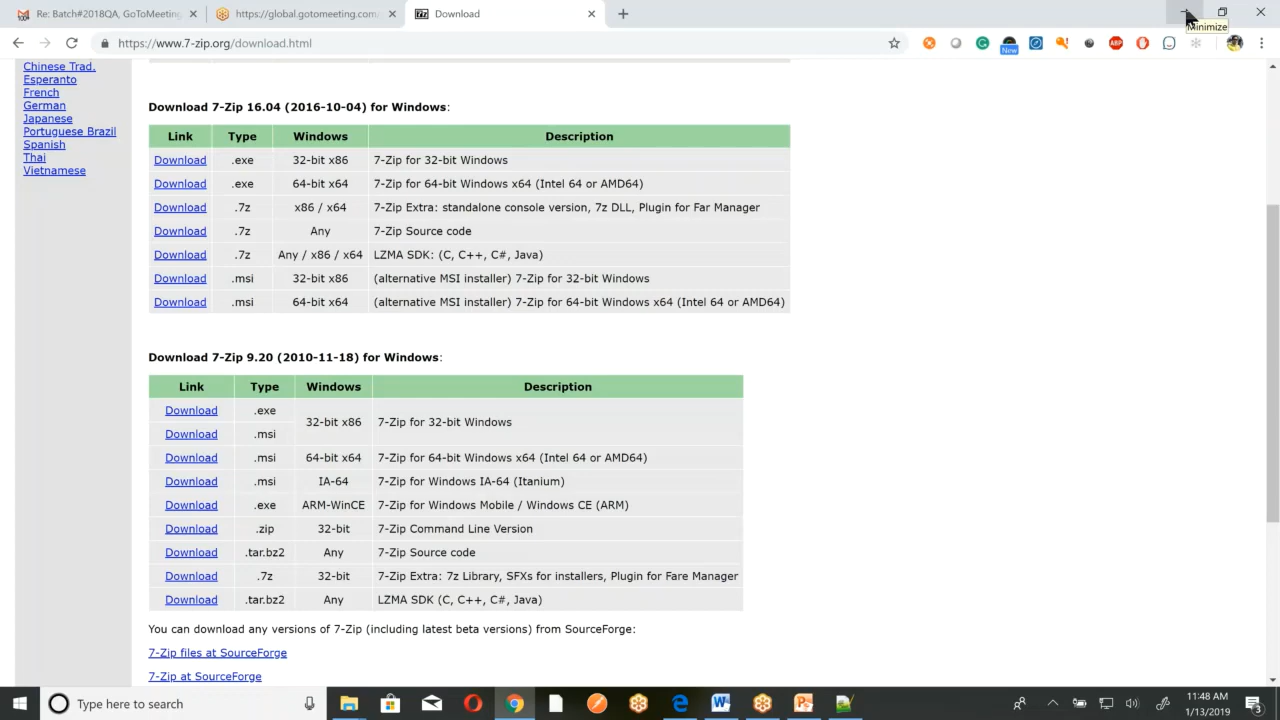 Re: Batch#2018QA, GoToMeeting
https://global.gotomeeting.com/
Download
Minimize
https://www.7-zip.org/download.html
New
ABP
Chinese Trad.
Esperanto
French
German
Japanese
Portuguese Brazil
Spanish
Thai
Vietnamese
Download 7-Zip 16.04 (2016-10-04) for Windows:
Link Type Windows Description
Download .exe 32-bit x86 7-Zip for 32-bit Windows
Download .exe 64-bit x64 7-Zip for 64-bit Windows x64 (Intel 64 or AMD64)
Download .7z x86 / x64 7-Zip Extra: standalone console version, 7z DLL, Plugin for Far Manager
Download .7z Any 7-Zip Source code
Download .7z Any / x86 / x64 LZMA SDK: (C, C++, C#, Java)
Download .msi 32-bit x86 (alternative MSI installer) 7-Zip for 32-bit Windows
Download .msi 64-bit x64 (alternative MSI installer) 7-Zip for 64-bit Windows x64 (Intel 64 or AMD64)
Download 7-Zip 9.20 (2010-11-18) for Windows:
Link Type Windows Description
Download .exe 32-bit x86 7-Zip for 32-bit Windows
Download .msi
Download .msi 64-bit x64 7-Zip for 64-bit Windows x64 (Intel 64 or AMD64)
Download .msi IA-64 7-Zip for Windows IA-64 (Itanium)
Download .exe ARM-WinCE 7-Zip for Windows Mobile / Windows CE (ARM)
Download .zip 32-bit 7-Zip Command Line Version
Download .tar.bz2 Any 7-Zip Source code
Download .7z 32-bit 7-Zip Extra: 7z Library, SFXs for installers, Plugin for Fare Manager
Download .tar.bz2 Any LZMA SDK (C, C++, C#, Java)
You can download any versions of 7-Zip (including latest beta versions) from SourceForge:
7-Zip files at SourceForge
7-Zip at SourceForge
Type here to search
11:48 AM
1/13/2019
3